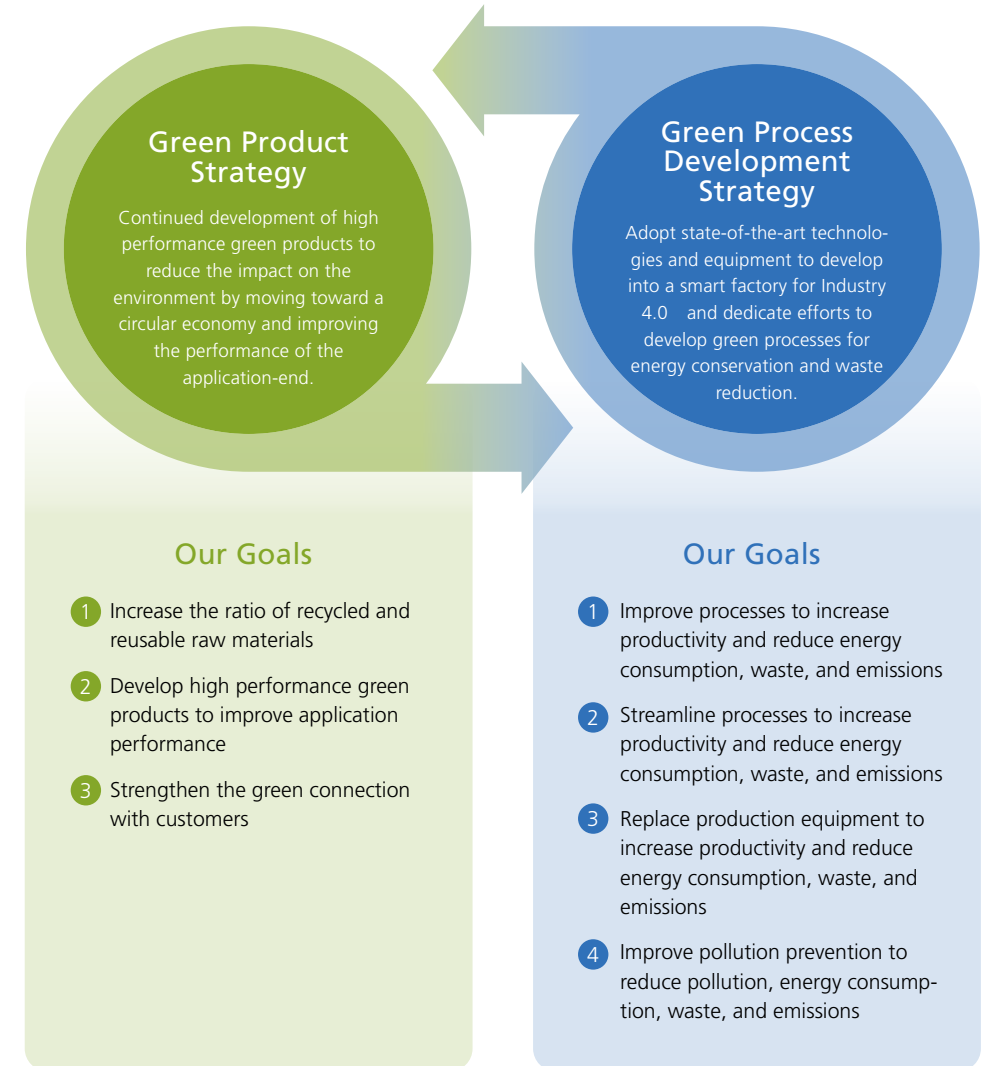 Green Product
Strategy
Continued development of high
performance green products to
reduce the impact on the
environment by moving toward a
circular economy and improving
the performance of the
application-end.
Green Process
Development
Strategy
Adopt state-of-the-art technolo-
gies and equipment to develop
into a smart factory for Industry
4.0 and dedicate efforts to
develop green processes for
energy conservation and waste
reduction.
Our Goals
1 Increase the ratio of recycled and
reusable raw materials
2 Develop high performance green
products to improve application
performance
3 Strengthen the green connection
with customers
Our Goals
1 Improve processes to increase
productivity and reduce energy
consumption, waste, and emissions
2 Streamline processes to increase
productivity and reduce energy
consumption, waste, and emissions
3 Replace production equipment to
increase productivity and reduce
energy consumption, waste, and
emissions
4 Improve pollution prevention to
reduce pollution, energy consump-
tion, waste, and emissions